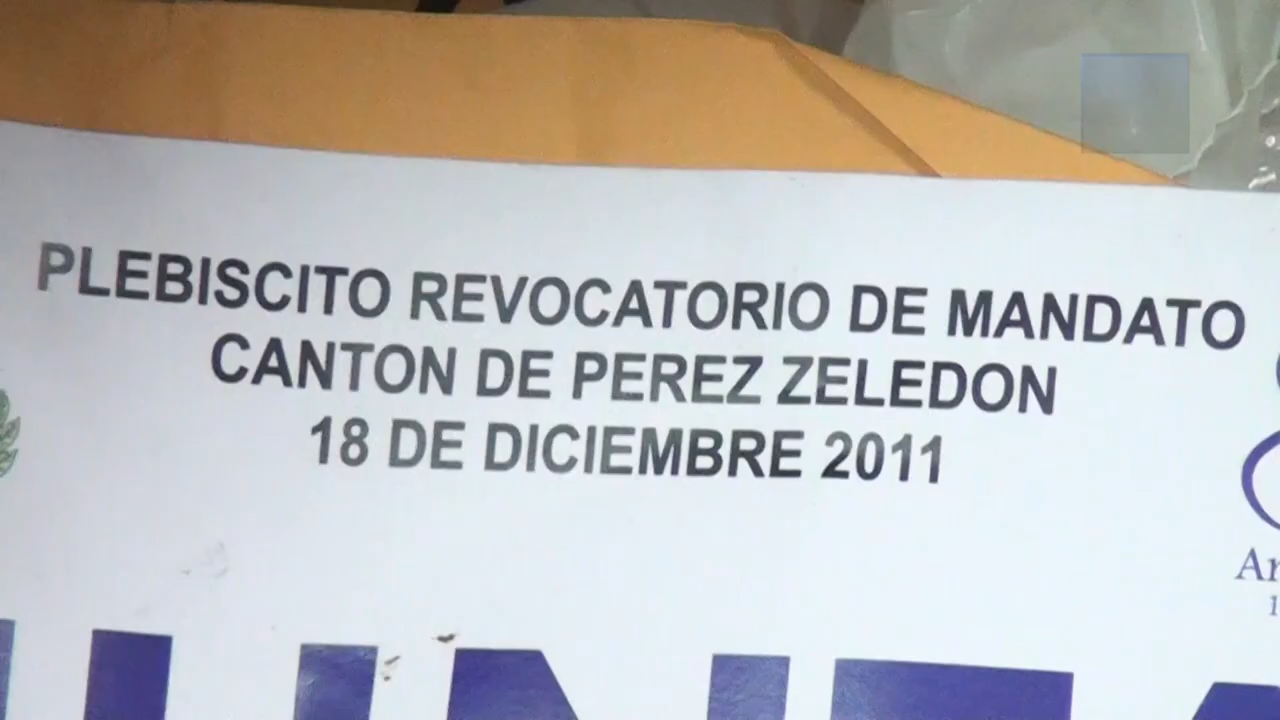 PLEBISCITO REVOCATORIO DE MANDATO
CANTON DE PEREZ ZELEDON
18 DE DICIEMBRE 2011